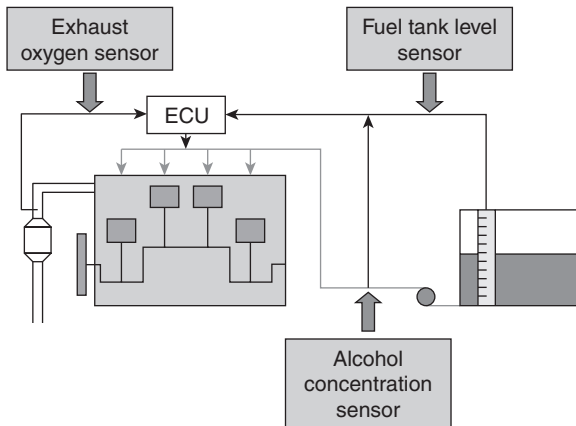 Exhaust
oxygen sensor
Fuel tank level
sensor
ECU
Alcohol
concentration
sensor